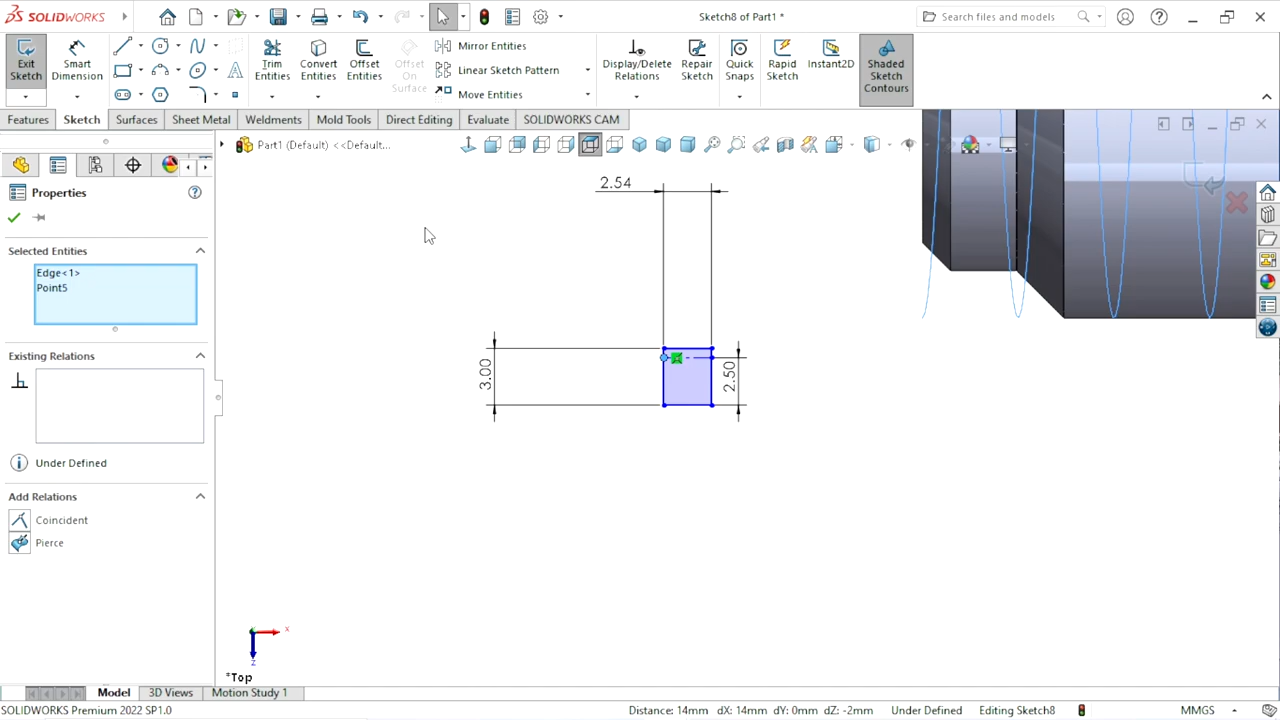 SOLIDWORKS
Sketch8 of Part1 *
Search files and models
Exit Sketch
Smart Dimension
Trim Entities
Convert Entities
Offset Entities
Offset On Surface
Mirror Entities
Linear Sketch Pattern
Move Entities
Display/Delete Relations
Repair Sketch
Quick Snaps
Rapid Sketch
Instant2D
Shaded Sketch Contours
Features
Sketch
Surfaces
Sheet Metal
Weldments
Mold Tools
Direct Editing
Evaluate
SOLIDWORKS CAM
Part1 (Default) <<Default...
Properties
Selected Entities
Edge<1>
Point5
Existing Relations
Under Defined
Add Relations
Coincident
Pierce
2.54
3.00
2.50
x
z
*Top
Model
3D Views
Motion Study 1
SOLIDWORKS Premium 2022 SP1.0
Distance: 14mm dX: 14mm dY: 0mm dZ: -2mm
Under Defined
Editing Sketch8
MMGS